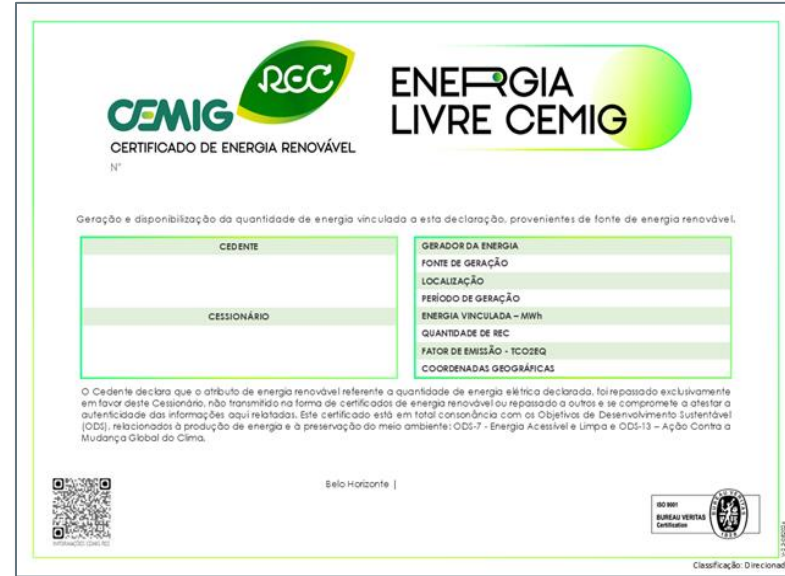 REC
CEMIG
CERTIFICADO DE ENERGIA RENOVÁVEL
N°
ENERGIA
LIVRE CEMIG
Geração e disponibilização da quantidade de energia vinculada a esta declaração, provenientes de fonte de energia renovável.
CEDENTE
CESSIONÁRIO
GERADOR DA ENERGIA
FONTE DE GERAÇÃO
LOCALIZAÇÃO
PERÍODO DE GERAÇÃO
ENERGIA VINCULADA – MWh
QUANTIDADE DE REC
FATOR DE EMISSÃO - TCO2EQ
COORDENADAS GEOGRÁFICAS
O Cedente declara que o atributo de energia renovável referente a quantidade de energia elétrica declarada, foi repassado exclusivamente
em favor deste Cessionário, não transmitido na forma de certificados de energia renovável ou repassado a outros e se compromete a atestar a
autenticidade das informações aqui relatadas. Este certificado está em total consonância com os Objetivos de Desenvolvimento Sustentável
(ODS), relacionados à produção de energia e à preservação do meio ambiente: ODS-7 - Energia Acessível e Limpa e ODS-13 – Ação Contra a
Mudança Global do Clima.
Belo Horizonte |
INFORMAÇÕES CEMIG REC
ISO 9001
BUREAU VERITAS
Certification
BUREAU VERITAS
1828
Classificação: Direcionad